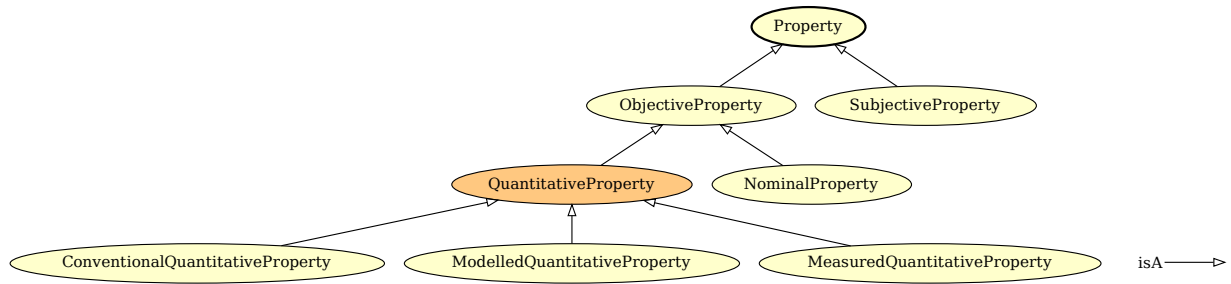 Property
ObjectiveProperty
SubjectiveProperty
QuantitativeProperty
NominalProperty
ConventionalQuantitativeProperty
ModelledQuantitativeProperty
MeasuredQuantitativeProperty
isA